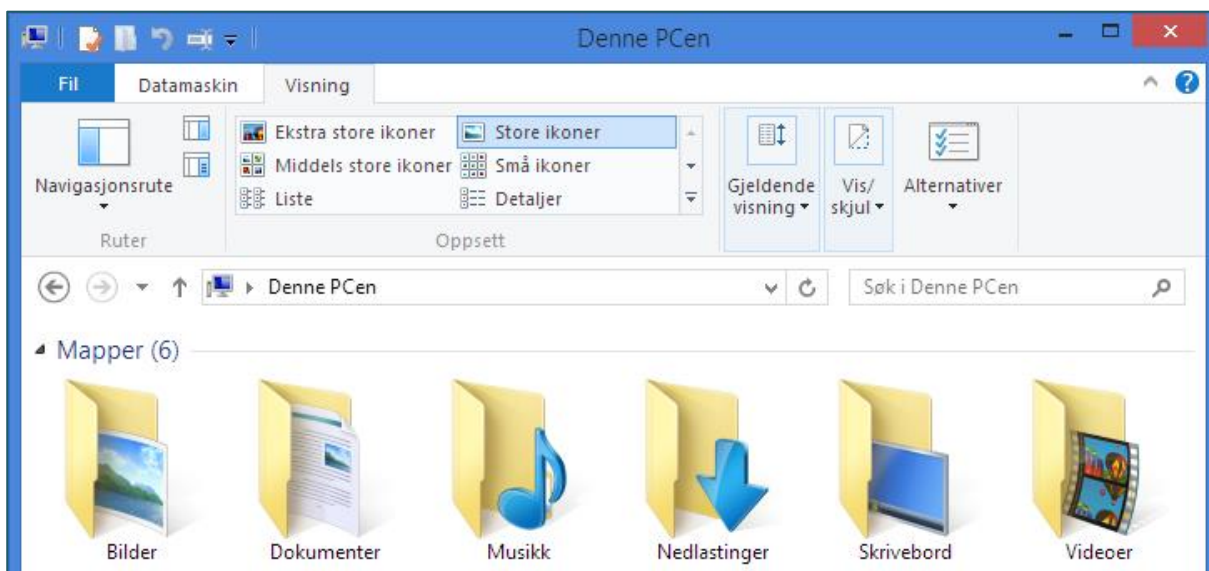 Denne PCen
Fil Datamaskin Visning
Ekstra store ikoner Store ikoner
Middels store ikoner Små ikoner
Liste Detaljer
Navigasjonsrute
Gjeldende visning
Vis/ skjul
Alternativer
Ruter Oppsett
Denne PCen Søk i Denne PCen
Mapper (6)
Bilder Dokumenter Musikk Nedlastinger Skrivebord Videoer